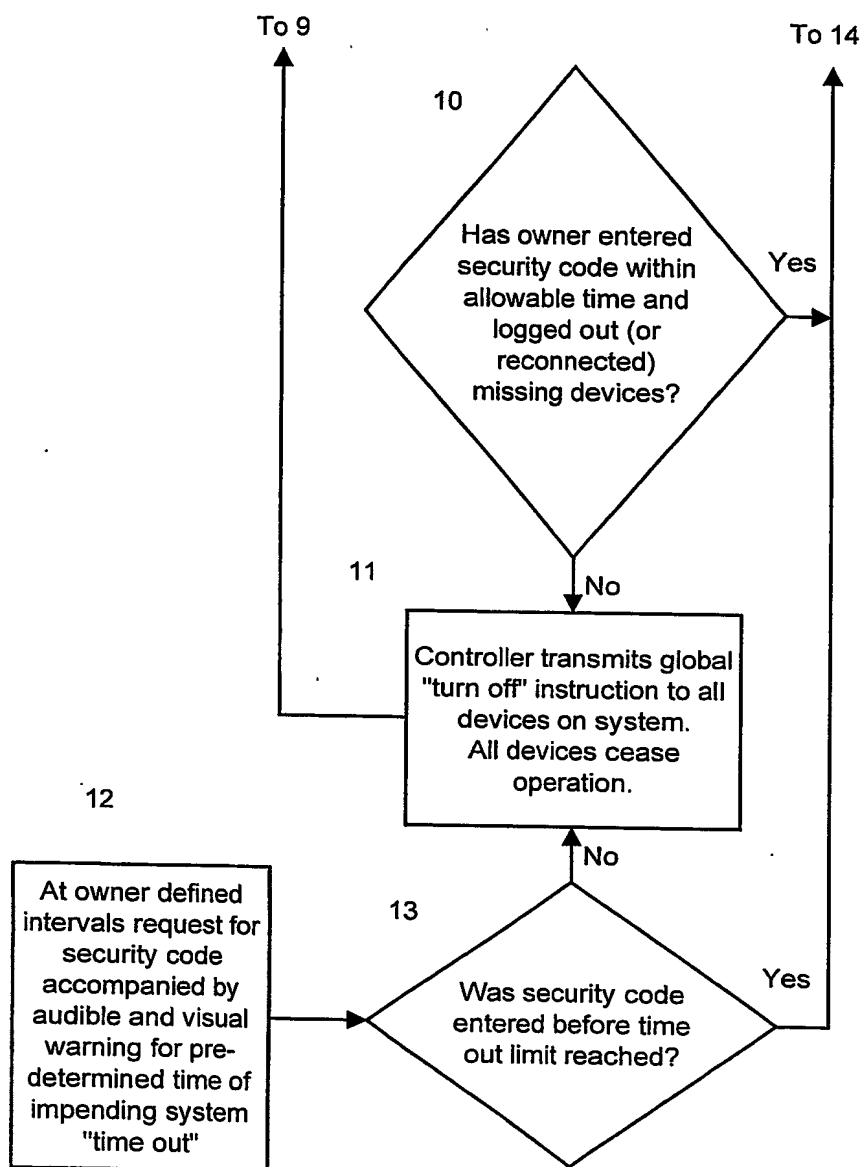 To 9
To 14
10
Has owner entered
security code within
allowable time and
logged out (or
reconnected)
missing devices?
Yes
No
11
Controller transmits global
"turn off" instruction to all
devices on system.
All devices cease
operation.
12
At owner defined
intervals request for
security code
accompanied by
audible and visual
warning for pre-
determined time of
impending system
"time out"
No
13
Was security code
entered before time
out limit reached?
Yes